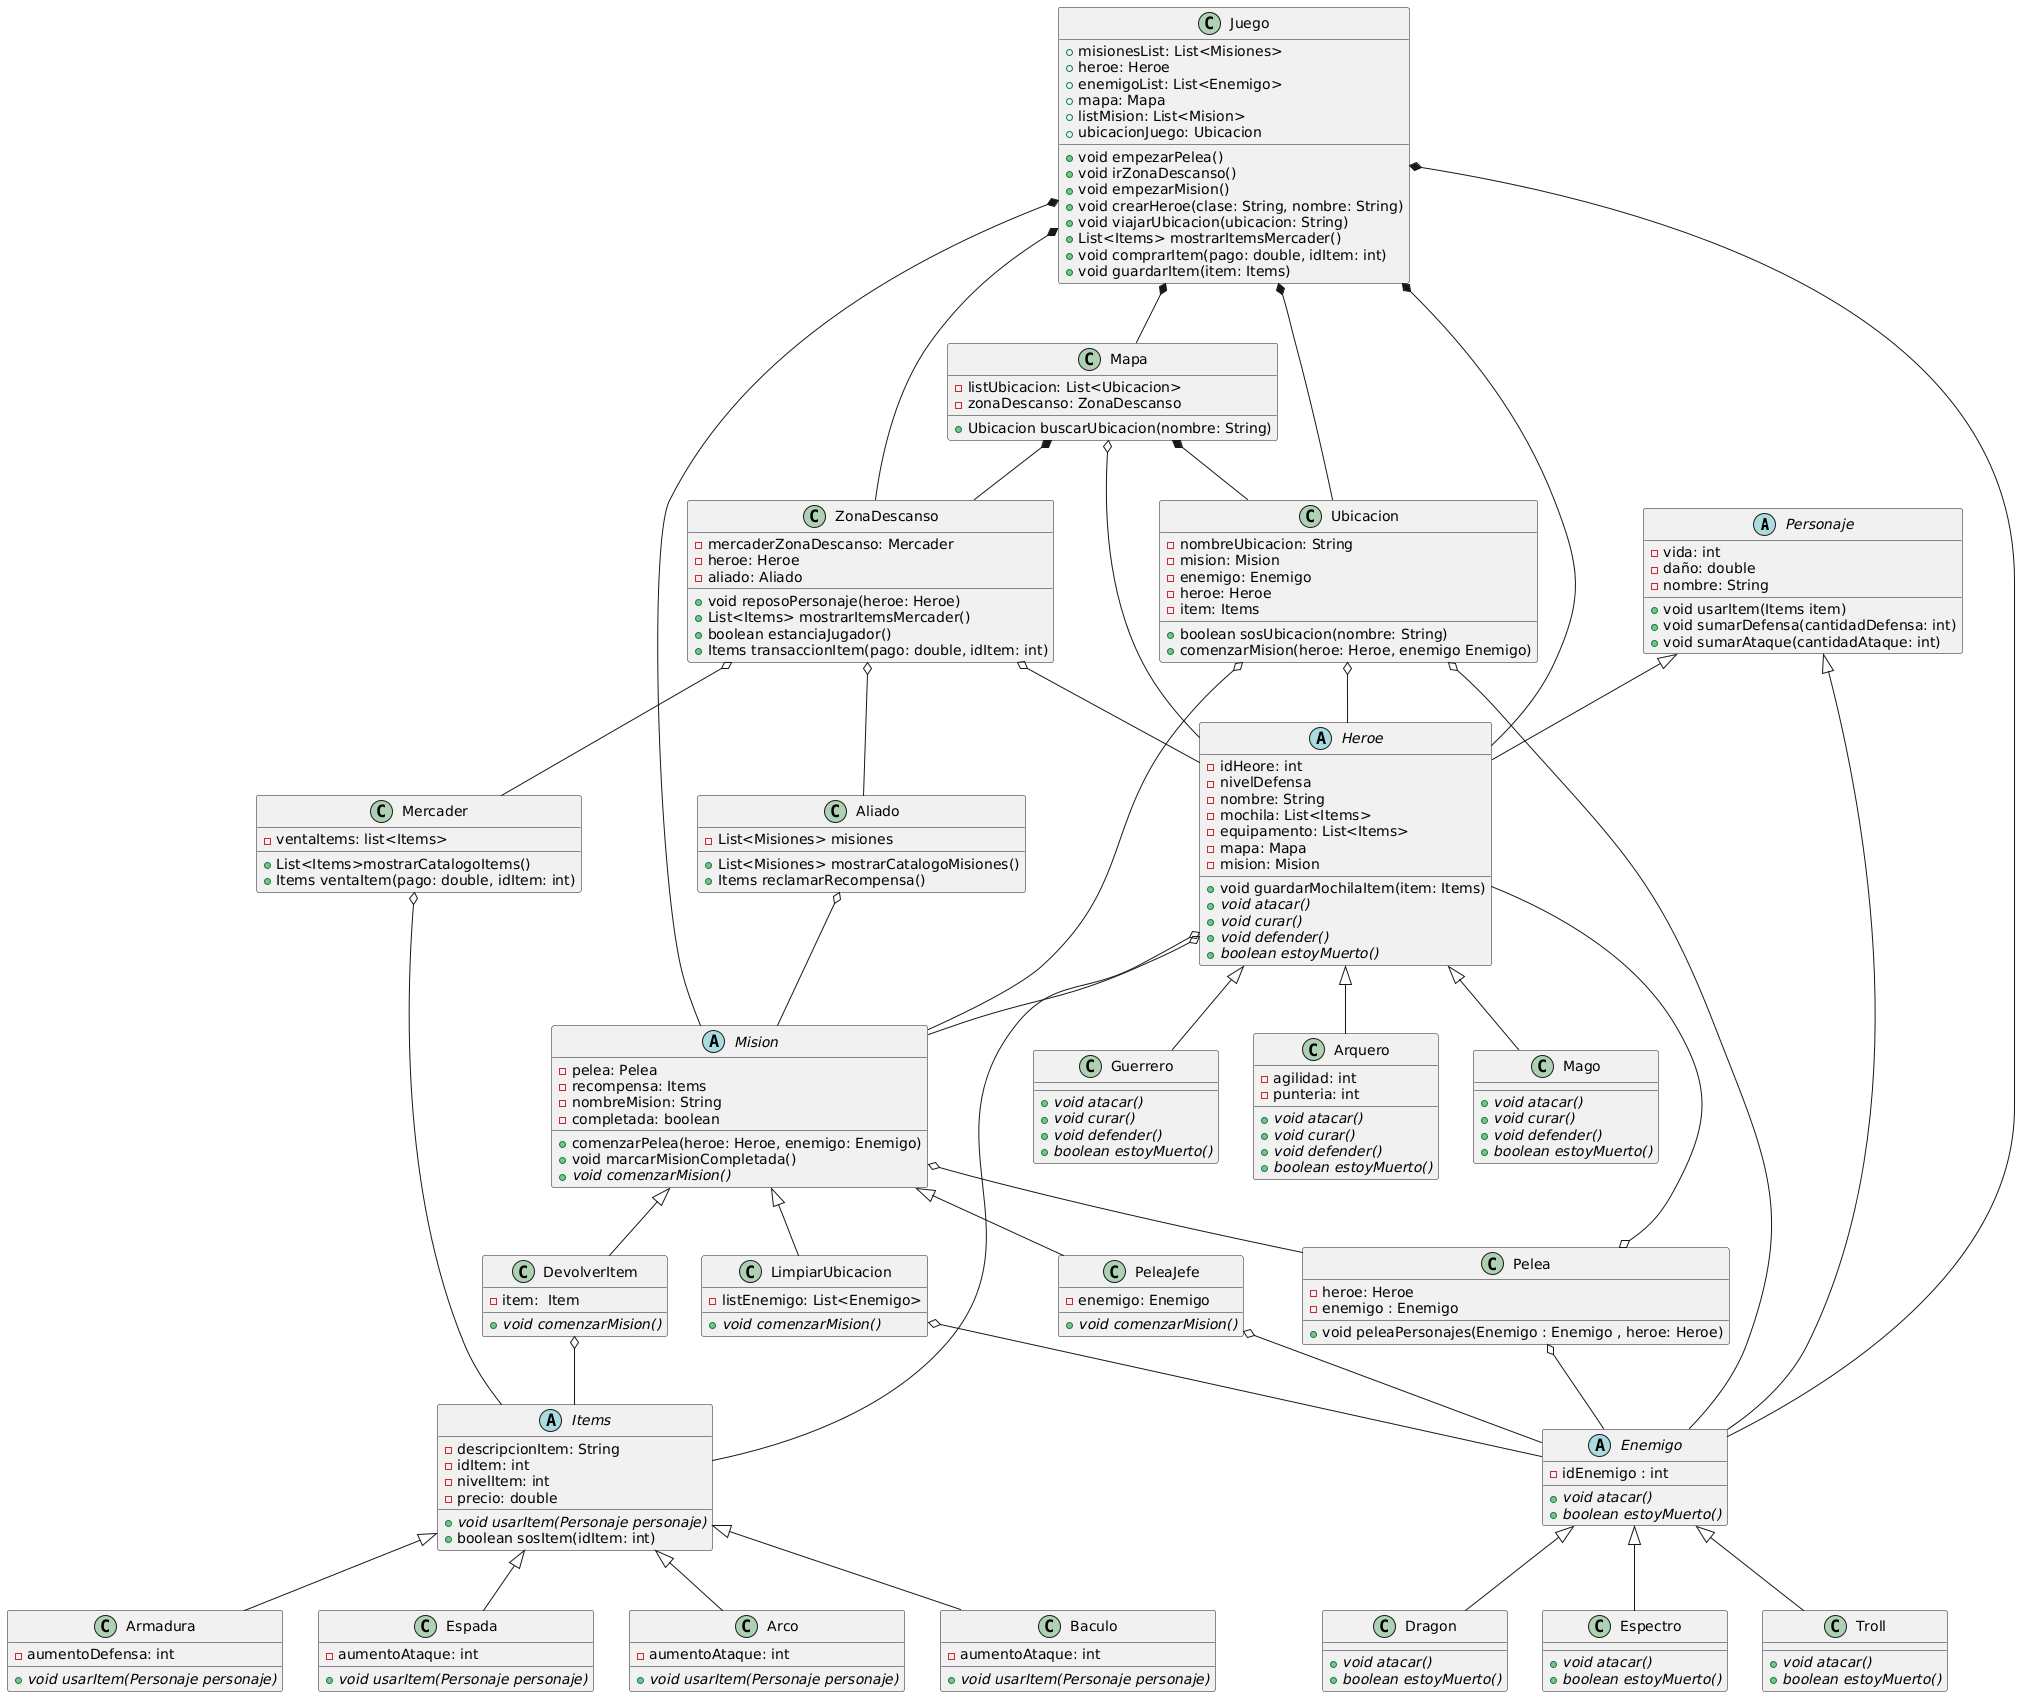 Juego
misionesList: List<Misiones>
heroe: Heroe
enemigoList: List<Enemigo>
mapa: Mapa
listMision: List<Mision>
ubicacionJuego: Ubicacion
void empezarPelea()
void irZonaDescanso()
void empezarMision()
void crearHeroe(clase: String, nombre: String)
void viajarUbicacion(ubicacion: String)
List<Items> mostrarItemsMercader()
void comprarItem(pago: double, idItem: int)
void guardarItem(item: Items)
Mapa
listUbicacion: List<Ubicacion>
zonaDescanso: ZonaDescanso
Ubicacion buscarUbicacion(nombre: String)
ZonaDescanso
mercaderZonaDescanso: Mercader
heroe: Heroe
aliado: Aliado
void reposoPersonaje(heroe: Heroe)
List<Items> mostrarItemsMercader()
boolean estanciaJugador()
Items transaccionItem(pago: double, idItem: int)
Ubicacion
nombreUbicacion: String
mision: Mision
enemigo: Enemigo
heroe: Heroe
item: Items
boolean sosUbicacion(nombre: String)
comenzarMision(heroe: Heroe, enemigo Enemigo)
Personaje
vida: int
daño: double
nombre: String
void usarItem(Items item)
void sumarDefensa(cantidadDefensa: int)
void sumarAtaque(cantidadAtaque: int)
Mercader
ventaItems: list<Items>
List<Items>mostrarCatalogoItems()
Items ventaItem(pago: double, idItem: int)
Aliado
List<Misiones> misiones
List<Misiones> mostrarCatalogoMisiones()
Items reclamarRecompensa()
Heroe
idHeore: int
nivelDefensa
nombre: String
mochila: List<Items>
equipamento: List<Items>
mapa: Mapa
mision: Mision
void guardarMochilaItem(item: Items)
void atacar()
void curar()
void defender()
boolean estoyMuerto()
Mision
pelea: Pelea
recompensa: Items
nombreMision: String
completada: boolean
comenzarPelea(heroe: Heroe, enemigo: Enemigo)
void marcarMisionCompletada()
void comenzarMision()
Guerrero
void atacar()
void curar()
void defender()
boolean estoyMuerto()
Arquero
agilidad: int
punteria: int
void atacar()
void curar()
void defender()
boolean estoyMuerto()
Mago
void atacar()
void curar()
void defender()
boolean estoyMuerto()
DevolverItem
item:  Item
void comenzarMision()
LimpiarUbicacion
listEnemigo: List<Enemigo>
void comenzarMision()
PeleaJefe
enemigo: Enemigo
void comenzarMision()
Pelea
heroe: Heroe
enemigo : Enemigo
void peleaPersonajes(Enemigo : Enemigo , heroe: Heroe)
Items
descripcionItem: String
idItem: int
nivelItem: int
precio: double
void usarItem(Personaje personaje)
boolean sosItem(idItem: int)
Enemigo
idEnemigo : int
void atacar()
boolean estoyMuerto()
Armadura
aumentoDefensa: int
void usarItem(Personaje personaje)
Espada
aumentoAtaque: int
void usarItem(Personaje personaje)
Arco
aumentoAtaque: int
void usarItem(Personaje personaje)
Baculo
aumentoAtaque: int
void usarItem(Personaje personaje)
Dragon
void atacar()
boolean estoyMuerto()
Espectro
void atacar()
boolean estoyMuerto()
Troll
void atacar()
boolean estoyMuerto()